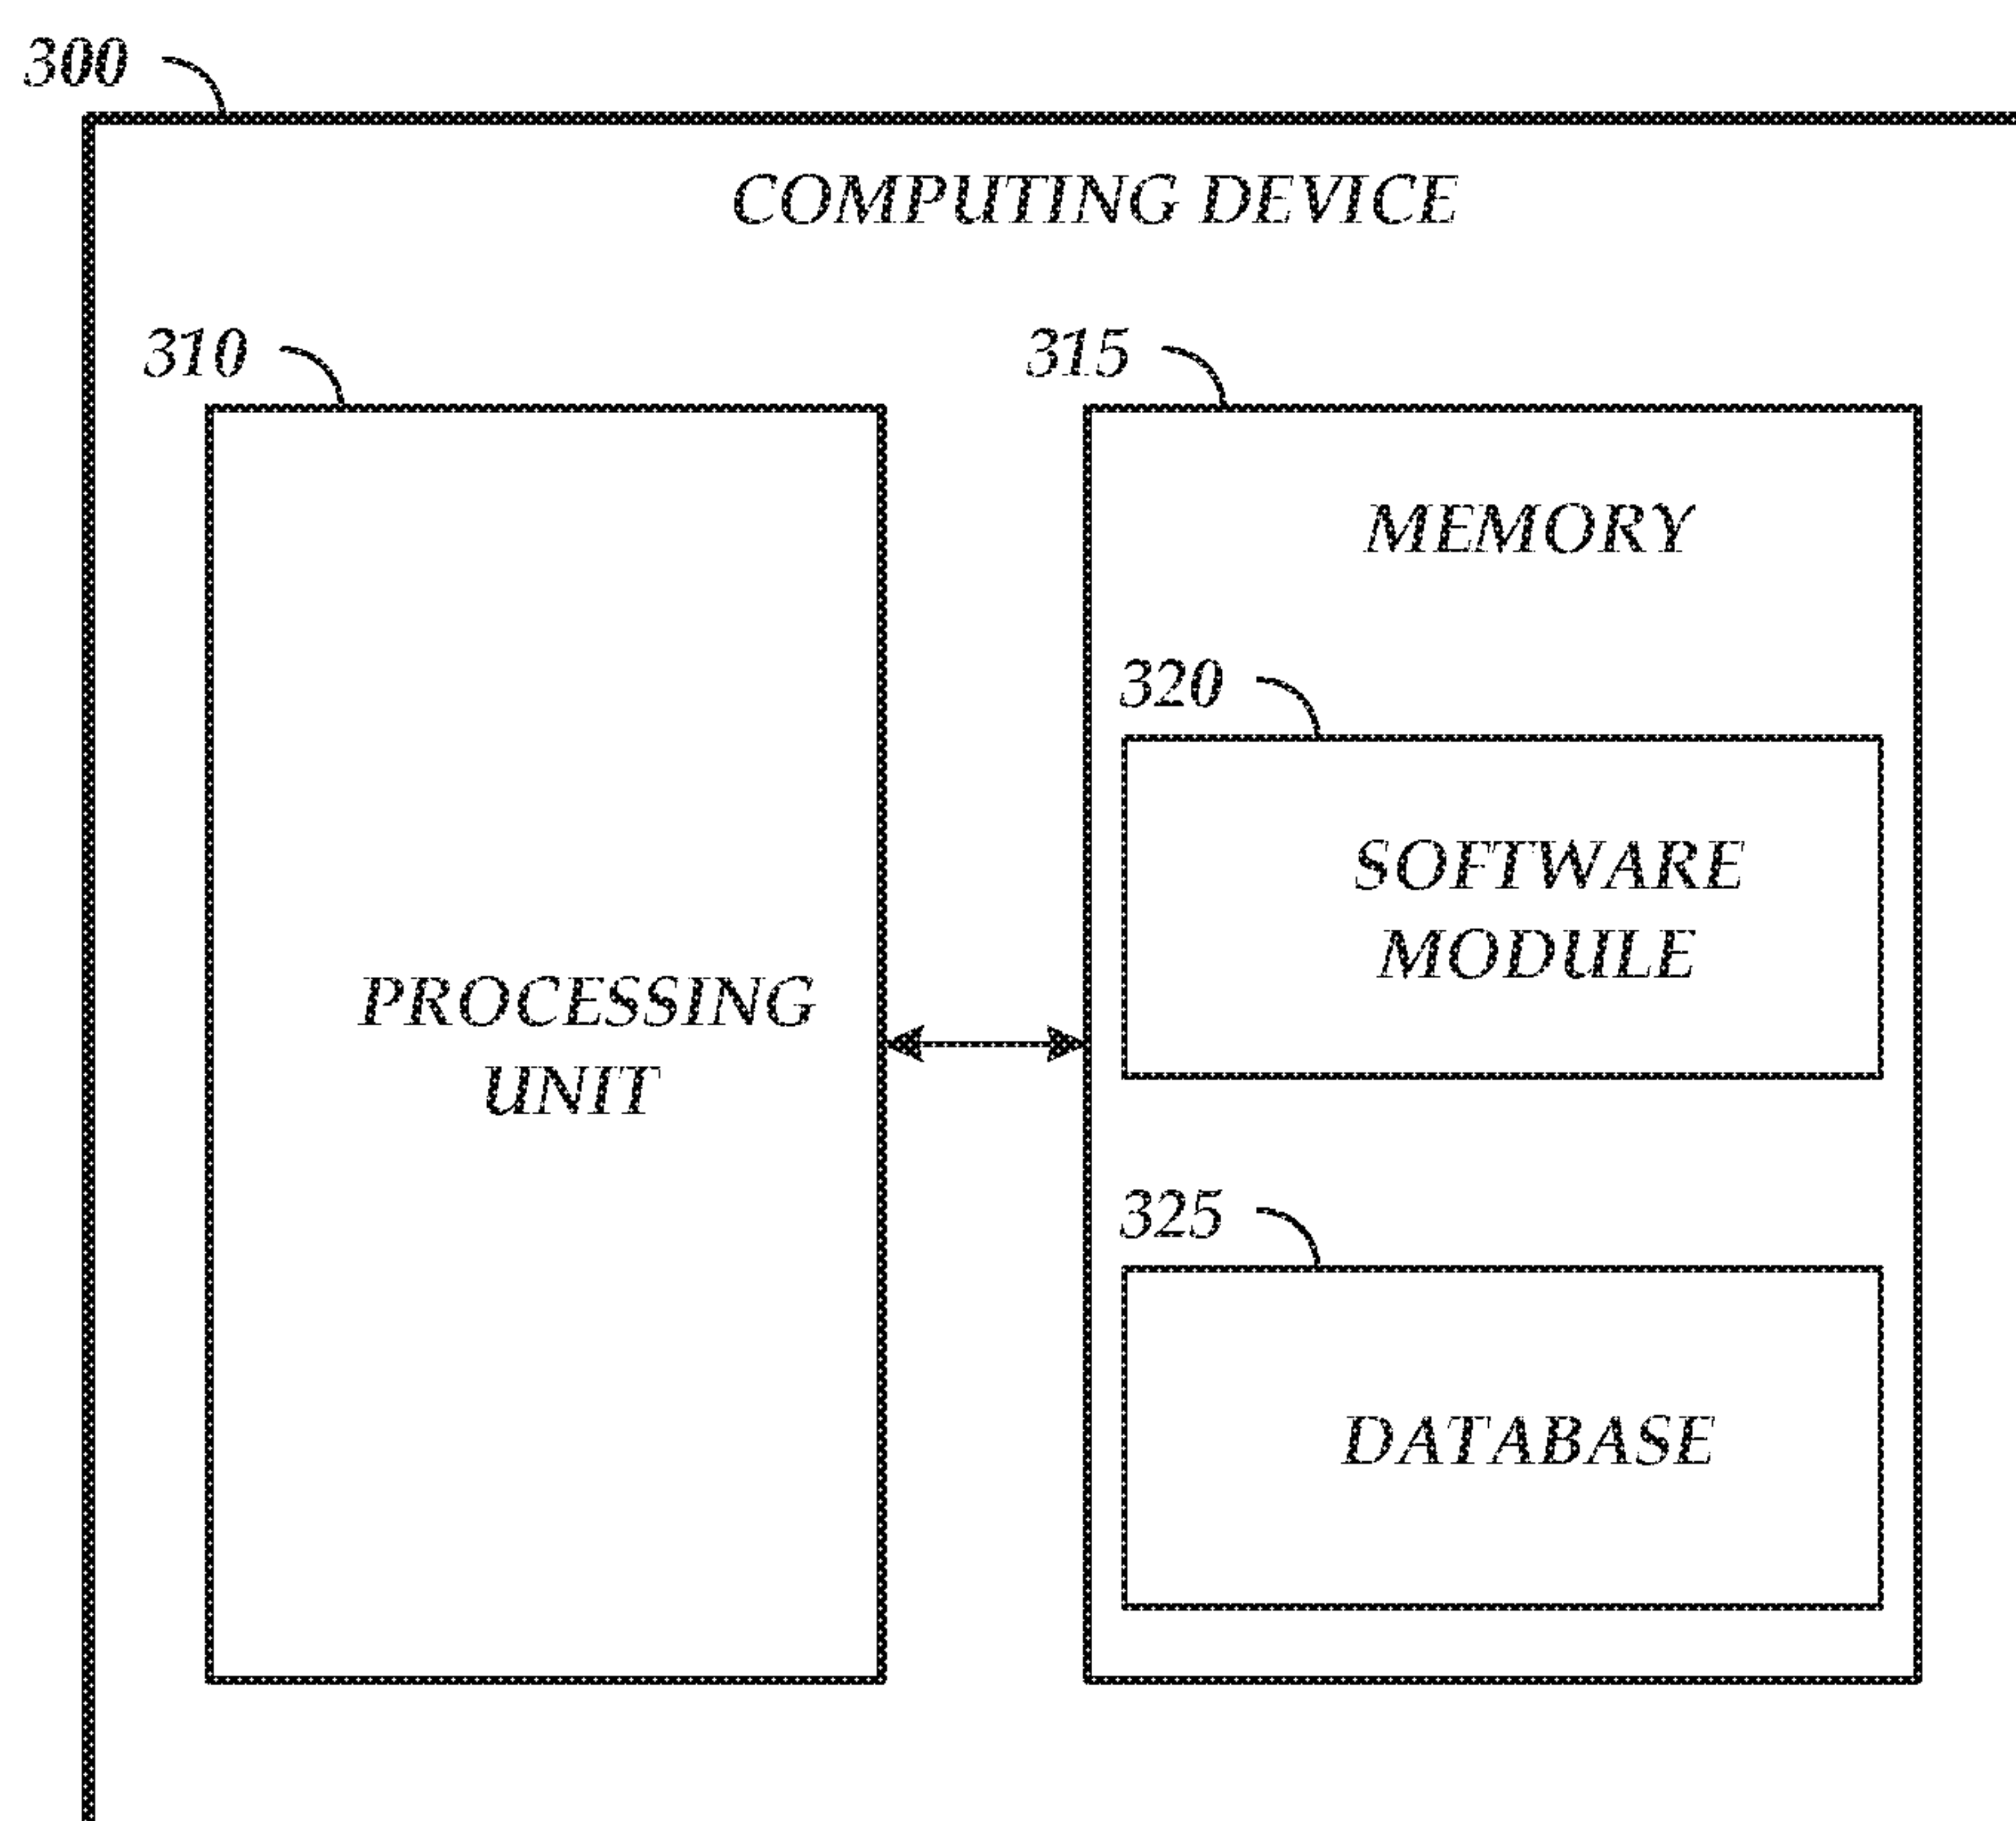 300
COMPUTING DEVICE
310
315
MEMORY
320
SOFTWARE
MODULE
PROCESSING
UNIT
325
DATABASE